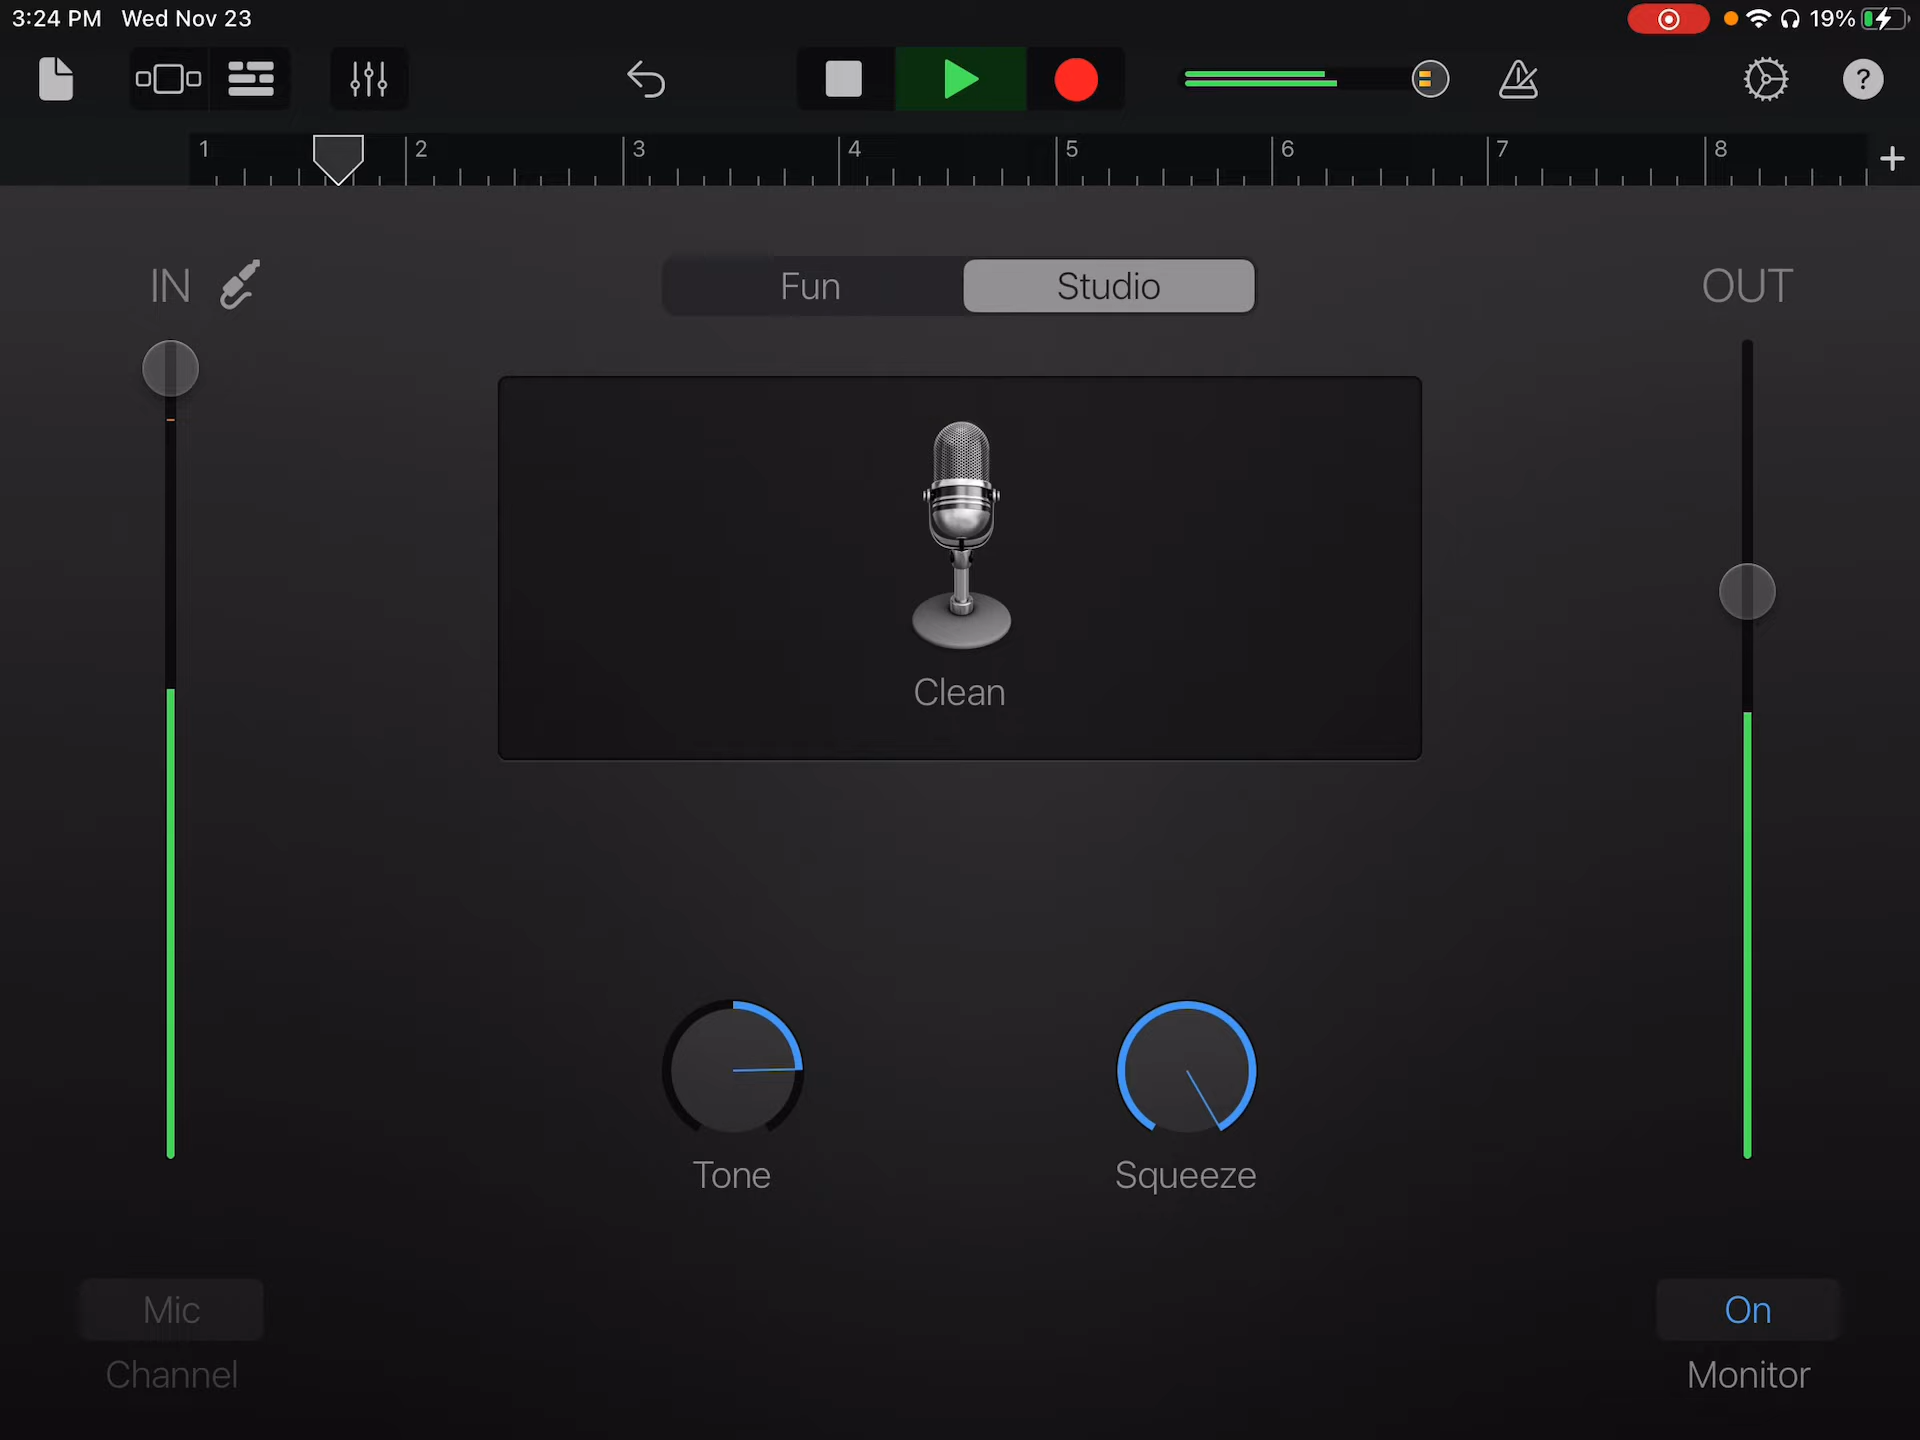 3:24 PM Wed Nov 23 19%
?
1 2 3 4 5 6 7 8 +
IN Fun Studio OUT
Clean
Tone Squeeze
Mic On
Channel Monitor